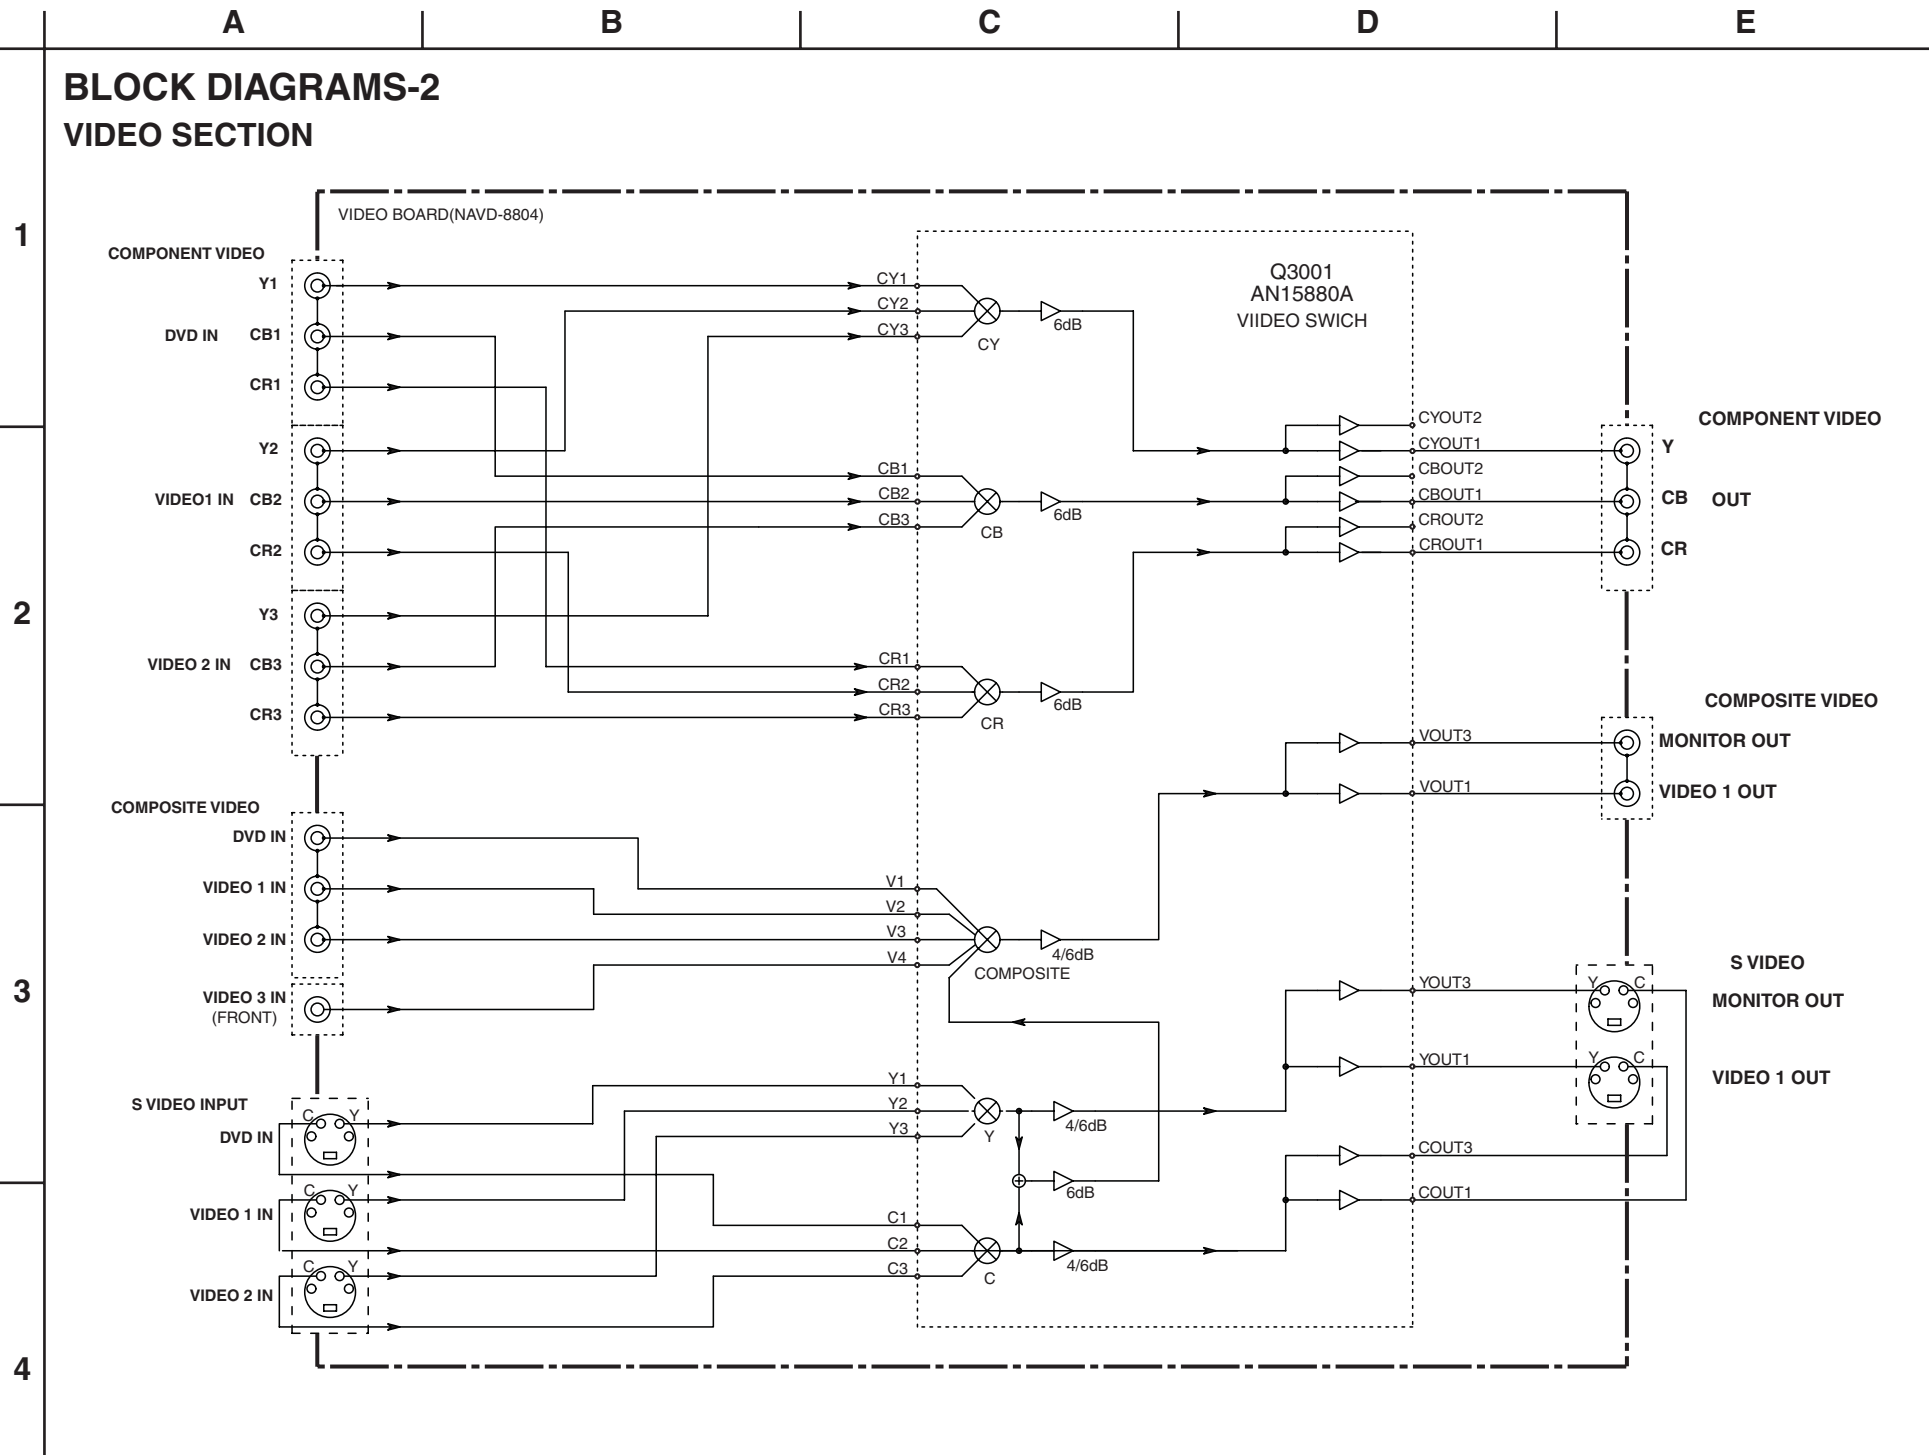 A B C D E
BLOCK DIAGRAMS-2
VIDEO SECTION
1
2
3
4
VIDEO BOARD(NAVD-8804)
COMPONENT VIDEO
Y1
DVD IN CB1
CR1
Y2
VIDEO1 IN CB2
CR2
Y3
VIDEO 2 IN CB3
CR3
COMPOSITE VIDEO
DVD IN
VIDEO 1 IN
VIDEO 2 IN
VIDEO 3 IN
(FRONT)
S VIDEO INPUT
C Y
DVD IN
C Y
VIDEO 1 IN
C Y
VIDEO 2 IN
CY1
CY2
CY3
CY
6dB
CB1
CB2
CB3
CB
6dB
CR1
CR2
CR3
CR
6dB
V1
V2
V3
V4
4/6dB
COMPOSITE
Y1
Y2
Y3
Y
4/6dB
6dB
C1
C2
C3
C
4/6dB
Q3001
AN15880A
VIIDEO SWICH
CYOUT2
CYOUT1
CBOUT2
CBOUT1
CROUT2
CROUT1
VOUT3
VOUT1
YOUT3
YOUT1
COUT3
COUT1
COMPONENT VIDEO
Y
CB OUT
CR
COMPOSITE VIDEO
MONITOR OUT
VIDEO 1 OUT
S VIDEO
Y C
MONITOR OUT
Y C
VIDEO 1 OUT